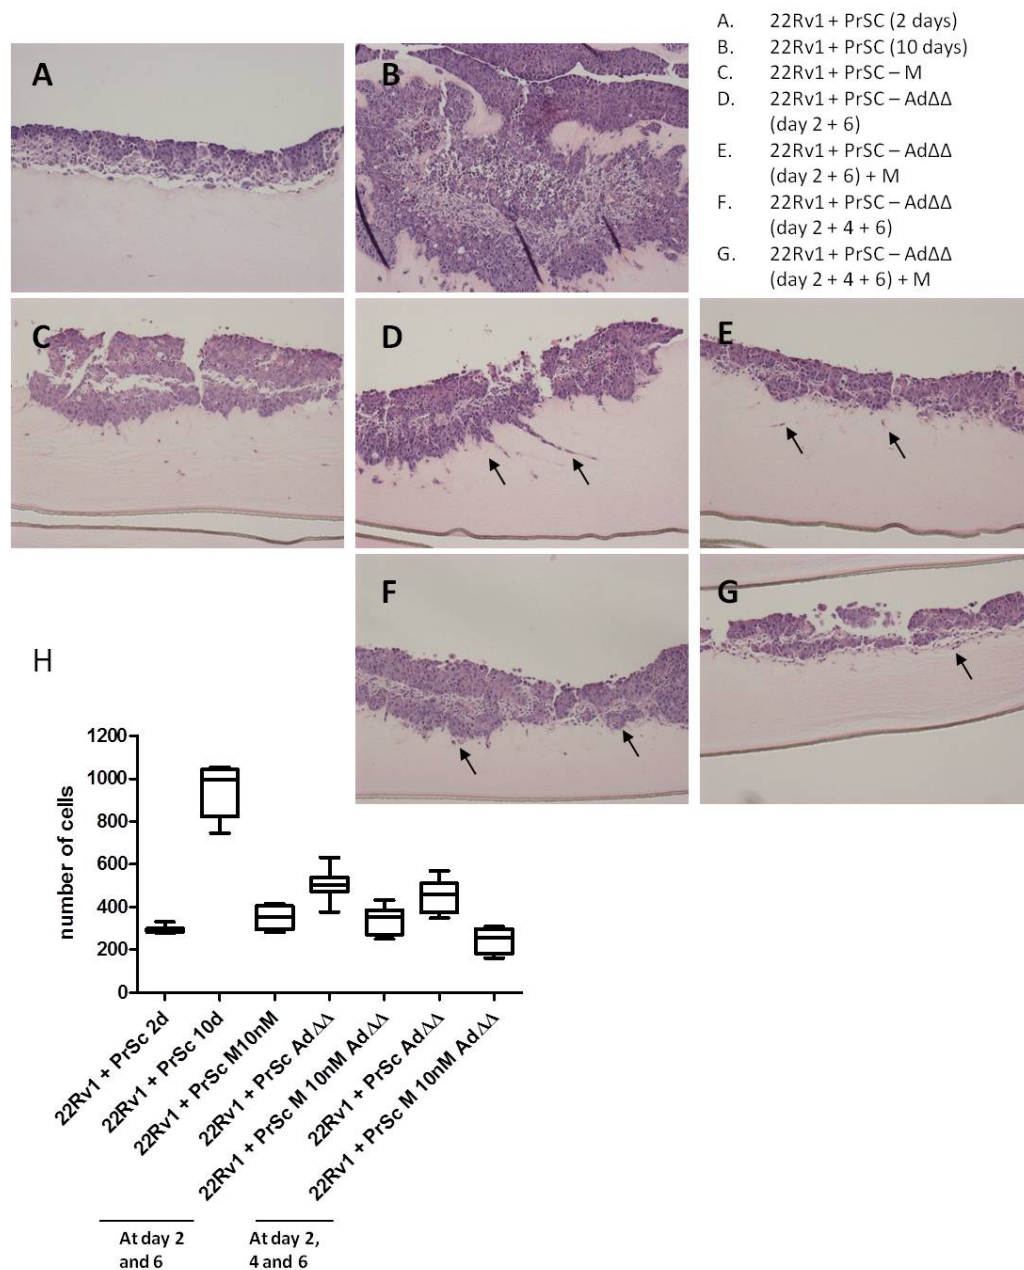 A. 22Rv1 + PrSC (2 days)
B. 22Rv1 + PrSC (10 days)
C. 22Rv1 + PrSC – M
D. 22Rv1 + PrSC – AdΔΔ
(day 2 + 6)
E. 22Rv1 + PrSC – AdΔΔ
(day 2 + 6) + M
F. 22Rv1 + PrSC – AdΔΔ
(day 2 + 4 + 6)
G. 22Rv1 + PrSC – AdΔΔ
(day 2 + 4 + 6) + M
A
B
C
D
E
F
G
H
number of cells
1200
1000
800
600
400
200
0
22Rv1 + PrSc 2d
22Rv1 + PrSc 10d
22Rv1 + PrSc M10nM
22Rv1 + PrSc AdΔΔ
22Rv1 + PrSc M 10nM AdΔΔ
22Rv1 + PrSc AdΔΔ
22Rv1 + PrSc M 10nM AdΔΔ
At day 2
and 6
At day 2,
4 and 6